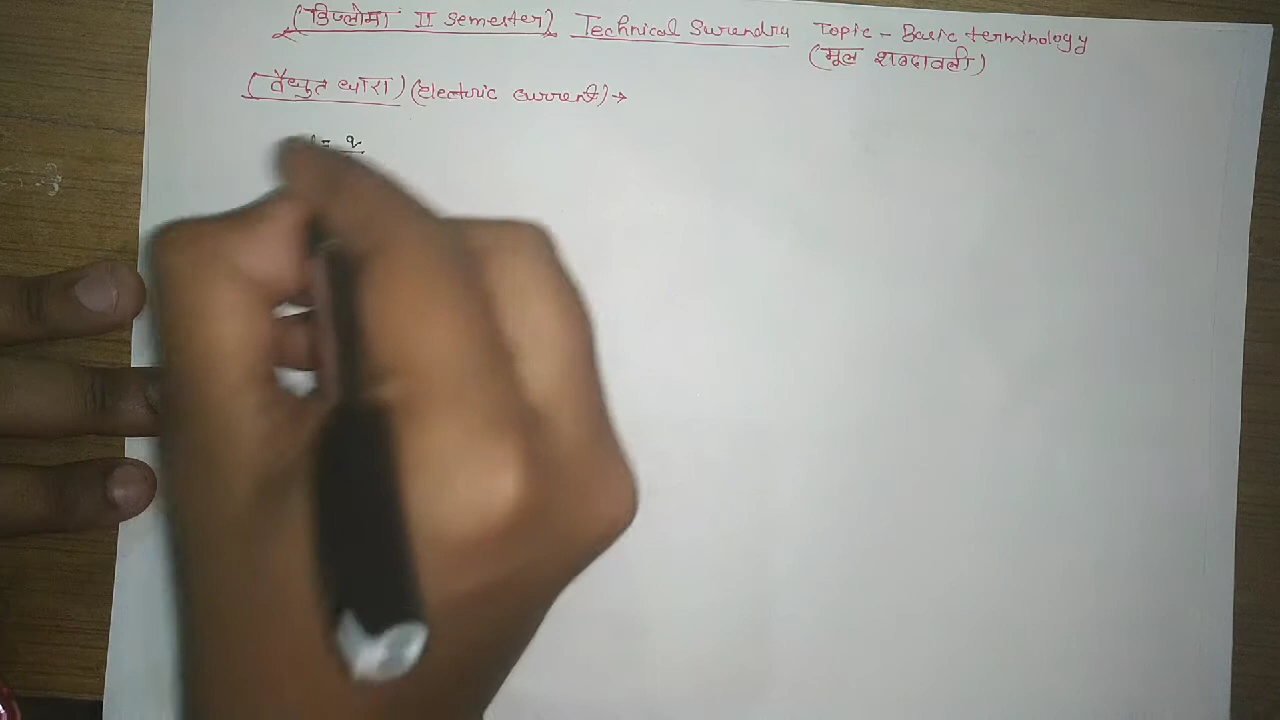 (डिप्लोमा II semester) Technical Surendra Topic - Basic terminology
(मूल शब्दावली)
(वैद्युत धारा) (Electric current) →
i = q